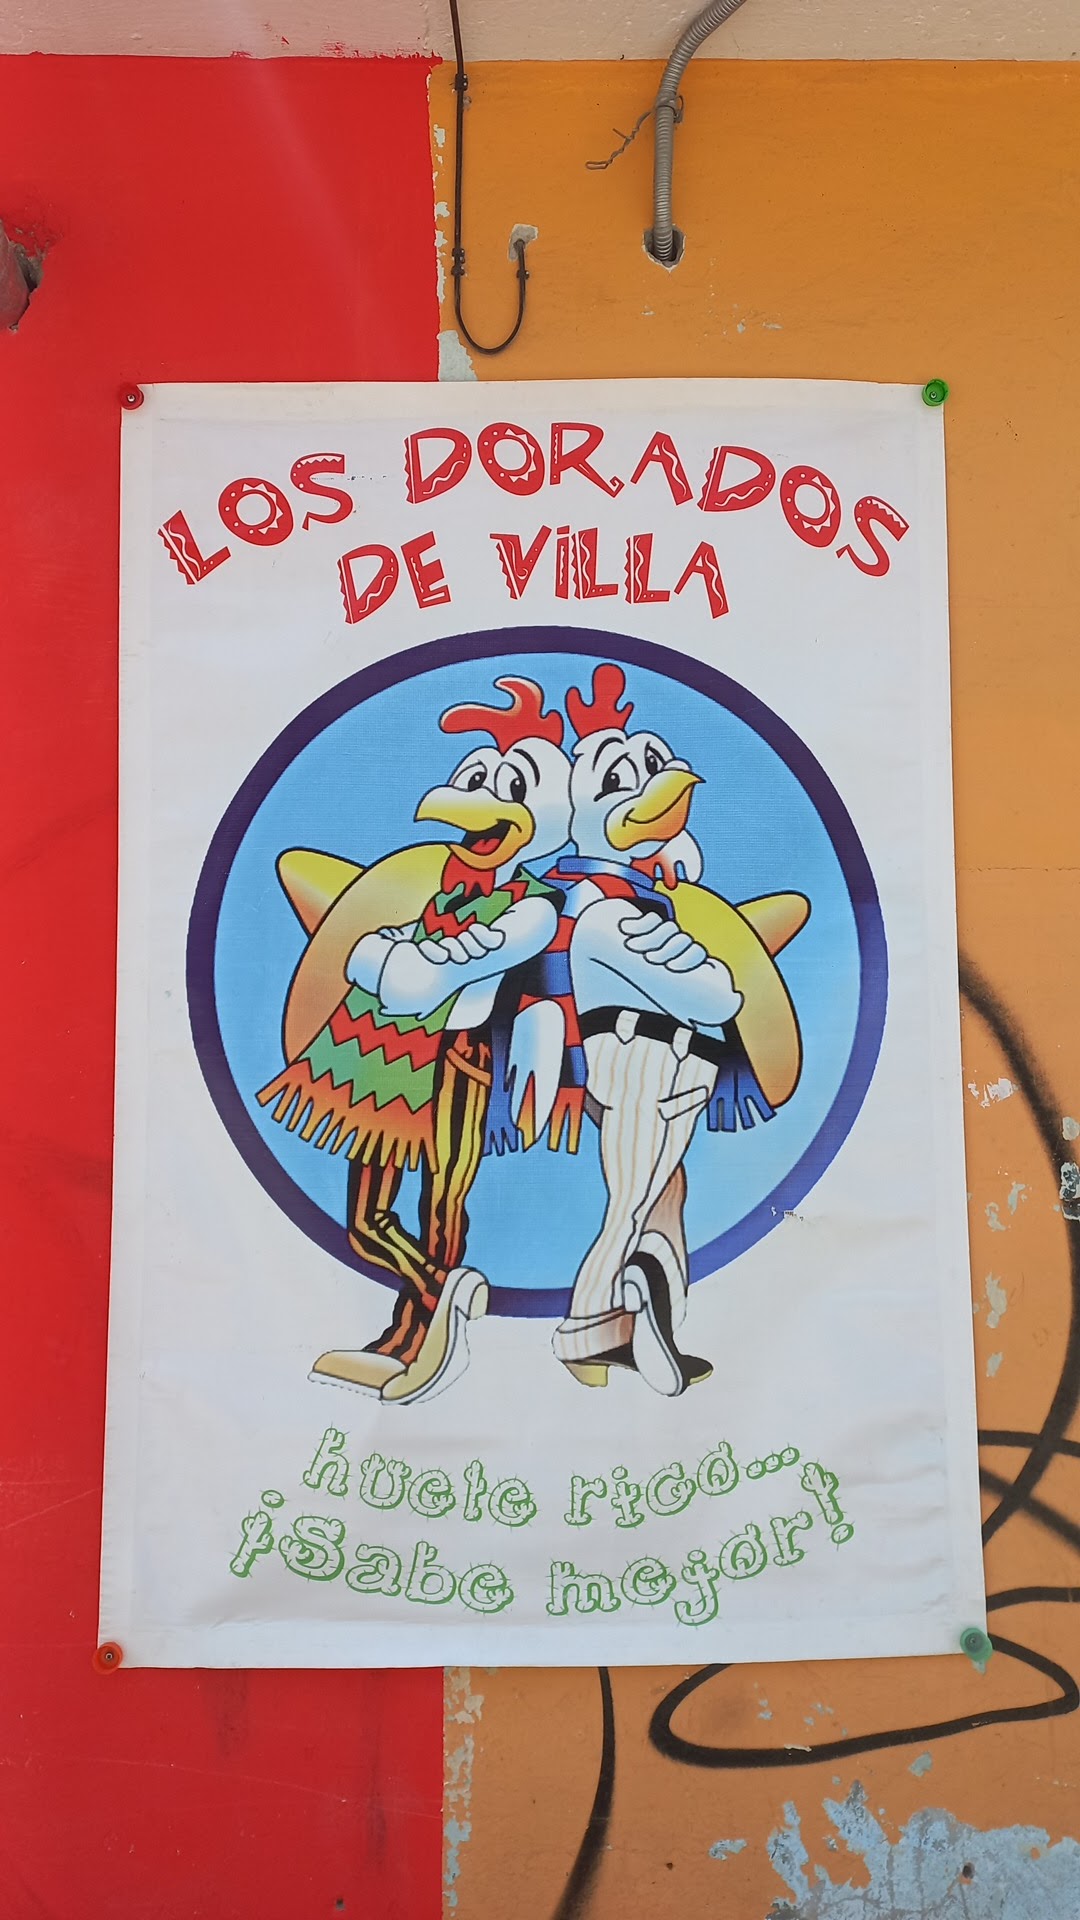 LOS DORADOS
DE ViLLA
huele rico...
¡Sabe mejor!